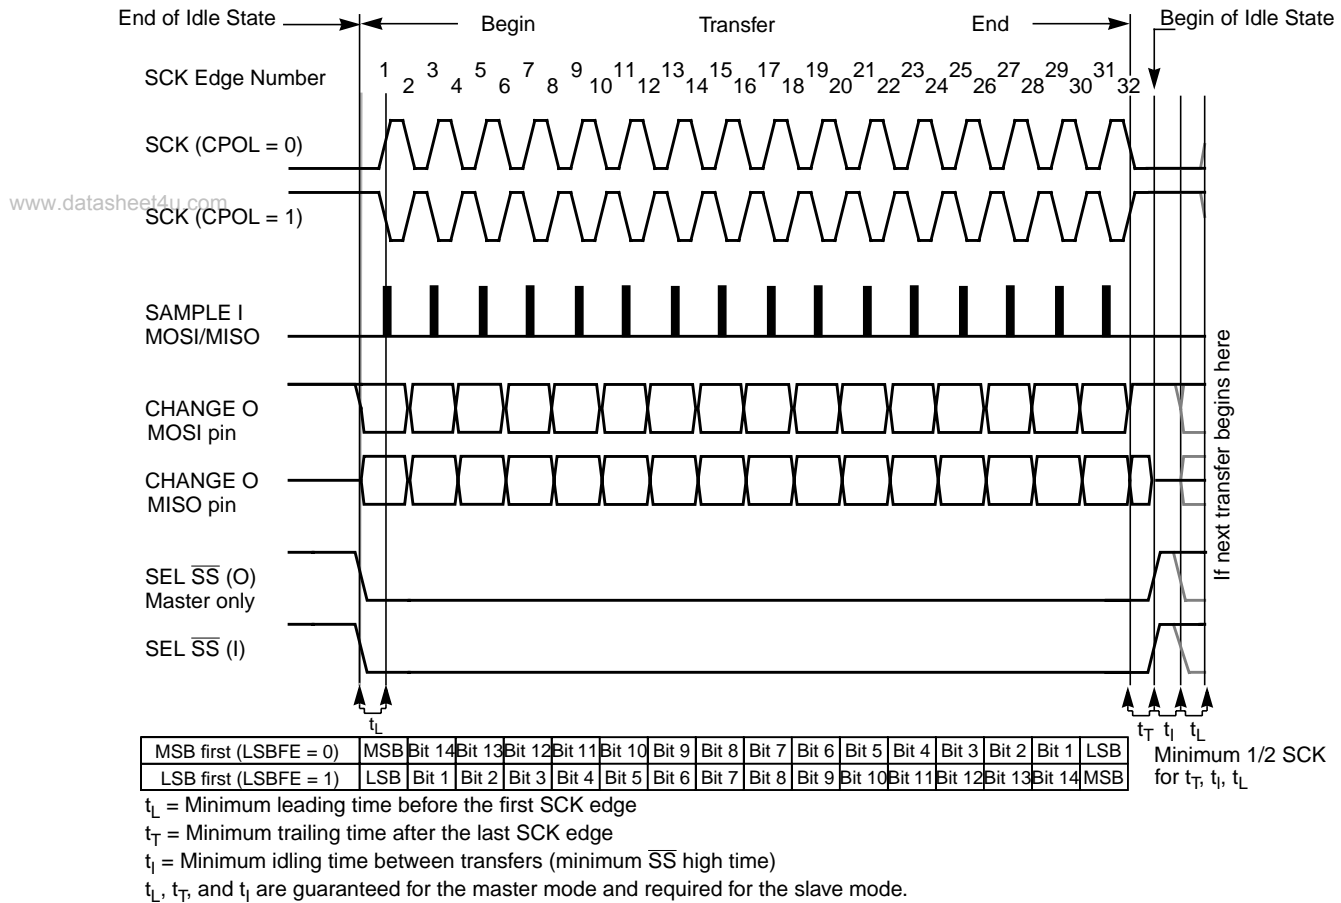 End of Idle State Begin Transfer End Begin of Idle State
SCK Edge Number 1 2 3 4 5 6 7 8 9 10 11 12 13 14 15 16 17 18 19 20 21 22 23 24 25 26 27 28 29 30 31 32
SCK (CPOL = 0)
www.datasheet4u.com
SCK (CPOL = 1)
SAMPLE I
MOSI/MISO
CHANGE O
MOSI pin
CHANGE O
MISO pin
SEL S̅S̅ (O)
Master only
SEL S̅S̅ (I)
If next transfer begins here
tL tT tI tL
MSB first (LSBFE = 0) MSB Bit 14 Bit 13 Bit 12 Bit 11 Bit 10 Bit 9 Bit 8 Bit 7 Bit 6 Bit 5 Bit 4 Bit 3 Bit 2 Bit 1 LSB
LSB first (LSBFE = 1) LSB Bit 1 Bit 2 Bit 3 Bit 4 Bit 5 Bit 6 Bit 7 Bit 8 Bit 9 Bit 10 Bit 11 Bit 12 Bit 13 Bit 14 MSB
Minimum 1/2 SCK
for tT, tI, tL
tL = Minimum leading time before the first SCK edge
tT = Minimum trailing time after the last SCK edge
tI = Minimum idling time between transfers (minimum S̅S̅ high time)
tL, tT, and tI are guaranteed for the master mode and required for the slave mode.